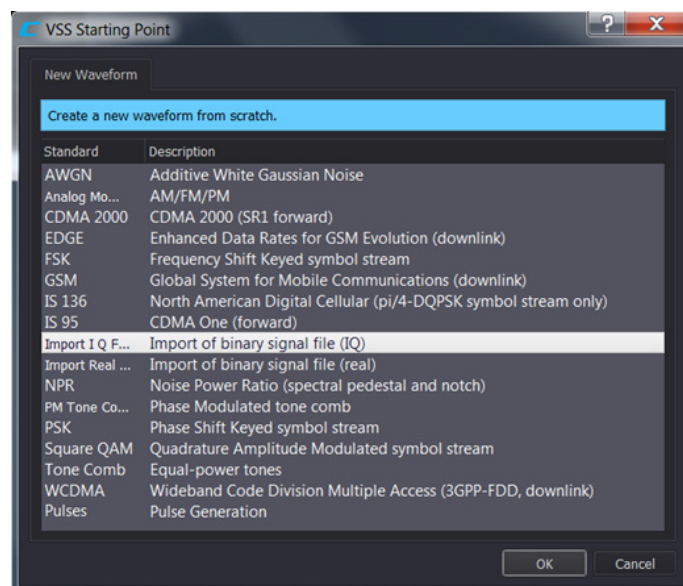 VSS Starting Point
New Waveform
Create a new waveform from scratch.
Standard Description
AWGN Additive White Gaussian Noise
Analog Mo... AM/FM/PM
CDMA 2000 CDMA 2000 (SR1 forward)
EDGE Enhanced Data Rates for GSM Evolution (downlink)
FSK Frequency Shift Keyed symbol stream
GSM Global System for Mobile Communications (downlink)
IS 136 North American Digital Cellular (pi/4-DQPSK symbol stream only)
IS 95 CDMA One (forward)
Import I Q F... Import of binary signal file (IQ)
Import Real ... Import of binary signal file (real)
NPR Noise Power Ratio (spectral pedestal and notch)
PM Tone Co... Phase Modulated tone comb
PSK Phase Shift Keyed symbol stream
Square QAM Quadrature Amplitude Modulated symbol stream
Tone Comb Equal-power tones
WCDMA Wideband Code Division Multiple Access (3GPP-FDD, downlink)
Pulses Pulse Generation
OK Cancel